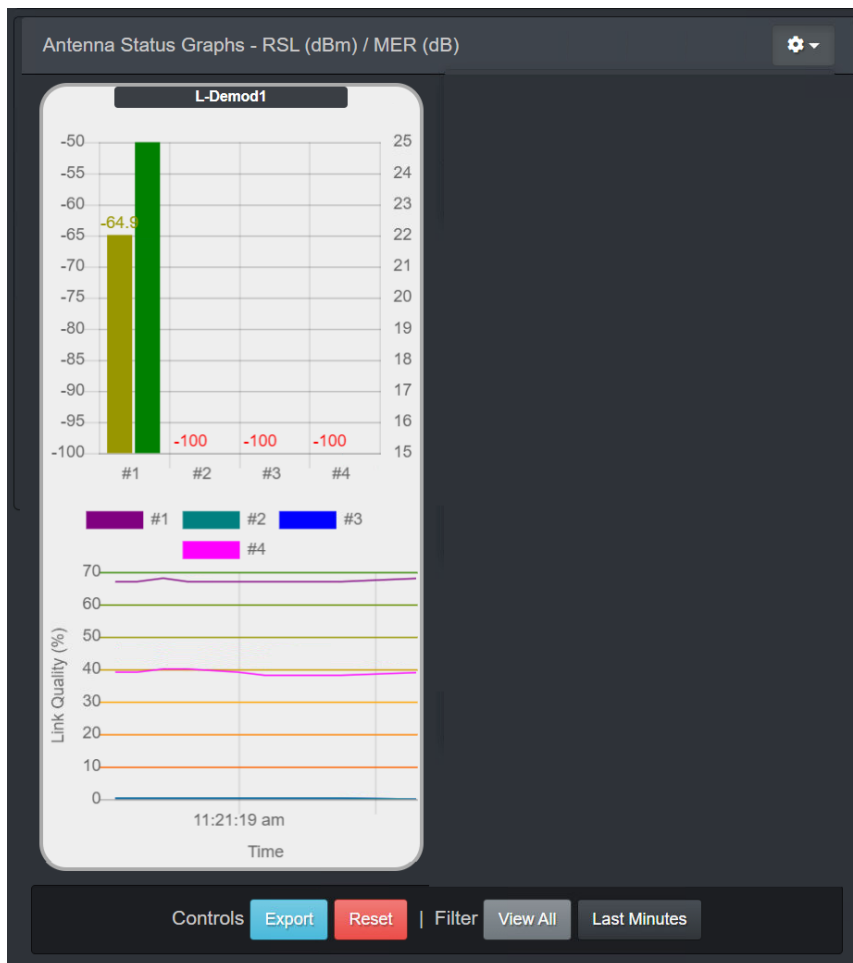 Antenna Status Graphs - RSL (dBm) / MER (dB)
L-Demod1
-50 25
-55 24
-60 23
-64.9
-65 22
-70 21
-75 20
-80 19
-85 18
-90 17
-95 16
-100 -100 -100
-100 15
#1 #2 #3 #4
#1 #2 #3
#4
70
60
50
40
30
20
10
0
Link Quality (%)
11:21:19 am
Time
Controls Export Reset | Filter View All Last Minutes